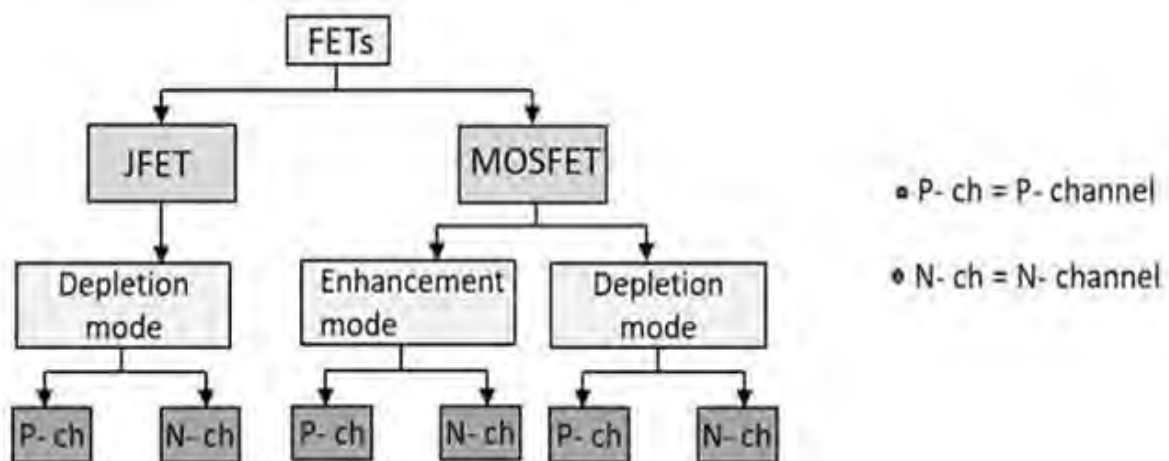 FETs
JFET
MOSFET
Depletion
mode
Enhancement
mode
Depletion
mode
P- ch
N- ch
P- ch
N- ch
P- ch
N- ch
P- ch = P- channel
N- ch = N- channel